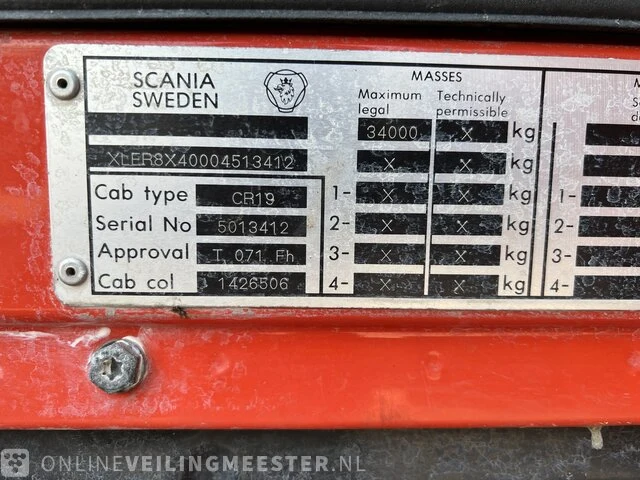 SCANIA
SWEDEN
XLER8X40004513412
Cab type CR19
Serial No 5013412
Approval T 071 Fh
Cab col 1426506
MASSES
Maximum legal
Technically permissible
34000 X kg
X X kg
1- X X kg
2- X X kg
3- X X kg
4- X X kg
M
1-
2-
3-
4-
ONLINEVEILINGMEESTER.NL